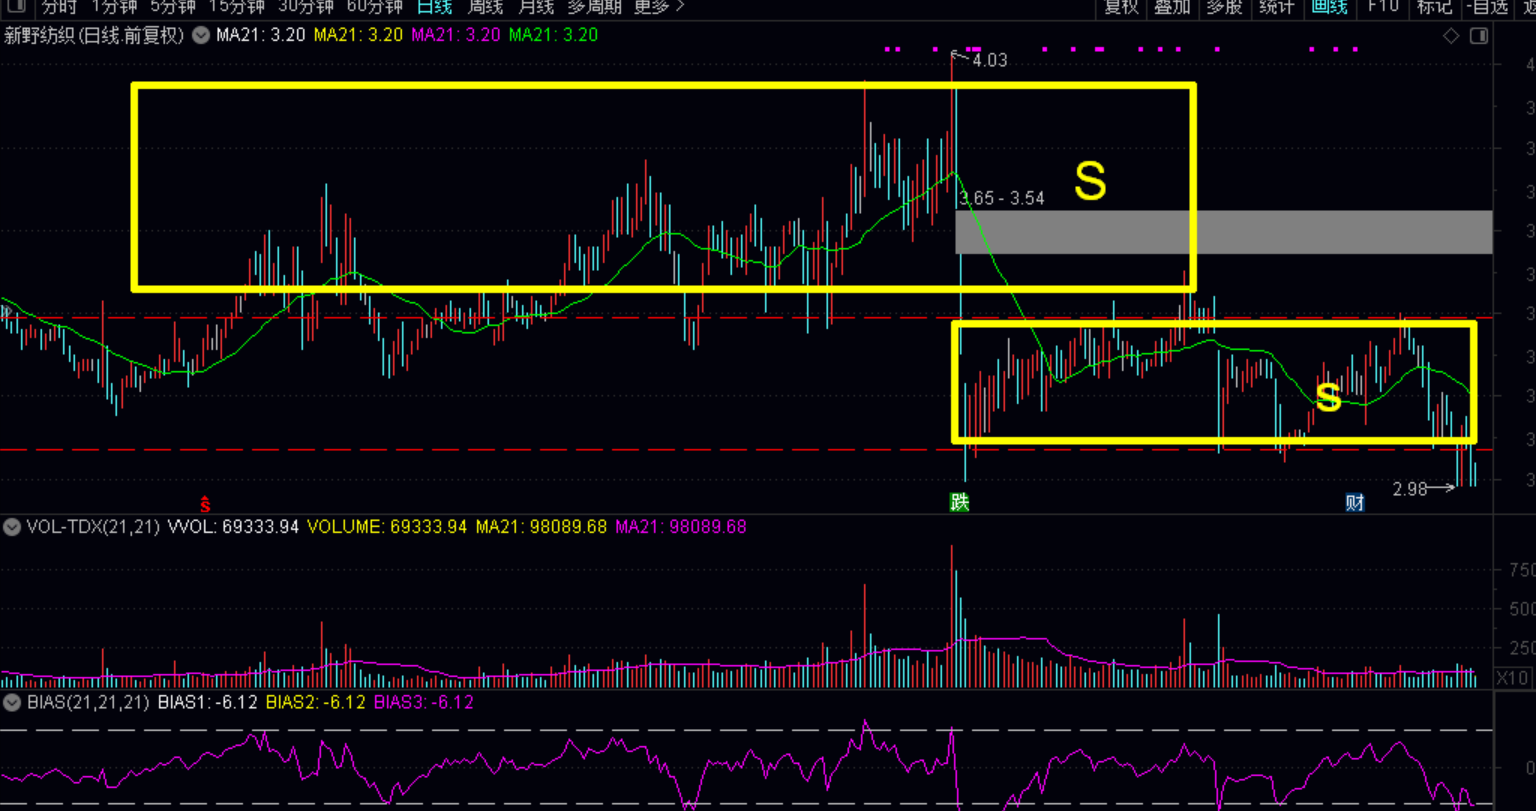 分时 1分钟 5分钟 15分钟 30分钟 60分钟 日线 周线 月线 多周期 更多 > 复权 叠加 多股 统计 画线 F10 标记 -自选
新野纺织(日线.前复权) MA21: 3.20 MA21: 3.20 MA21: 3.20 MA21: 3.20
4.03
S
3.65 - 3.54
S
2.98
S
跌
财
VOL-TDX(21,21) VVOL: 69333.94 VOLUME: 69333.94 MA21: 98089.68 MA21: 98089.68
750
500
250
X10
BIAS(21,21,21) BIAS1: -6.12 BIAS2: -6.12 BIAS3: -6.12
0